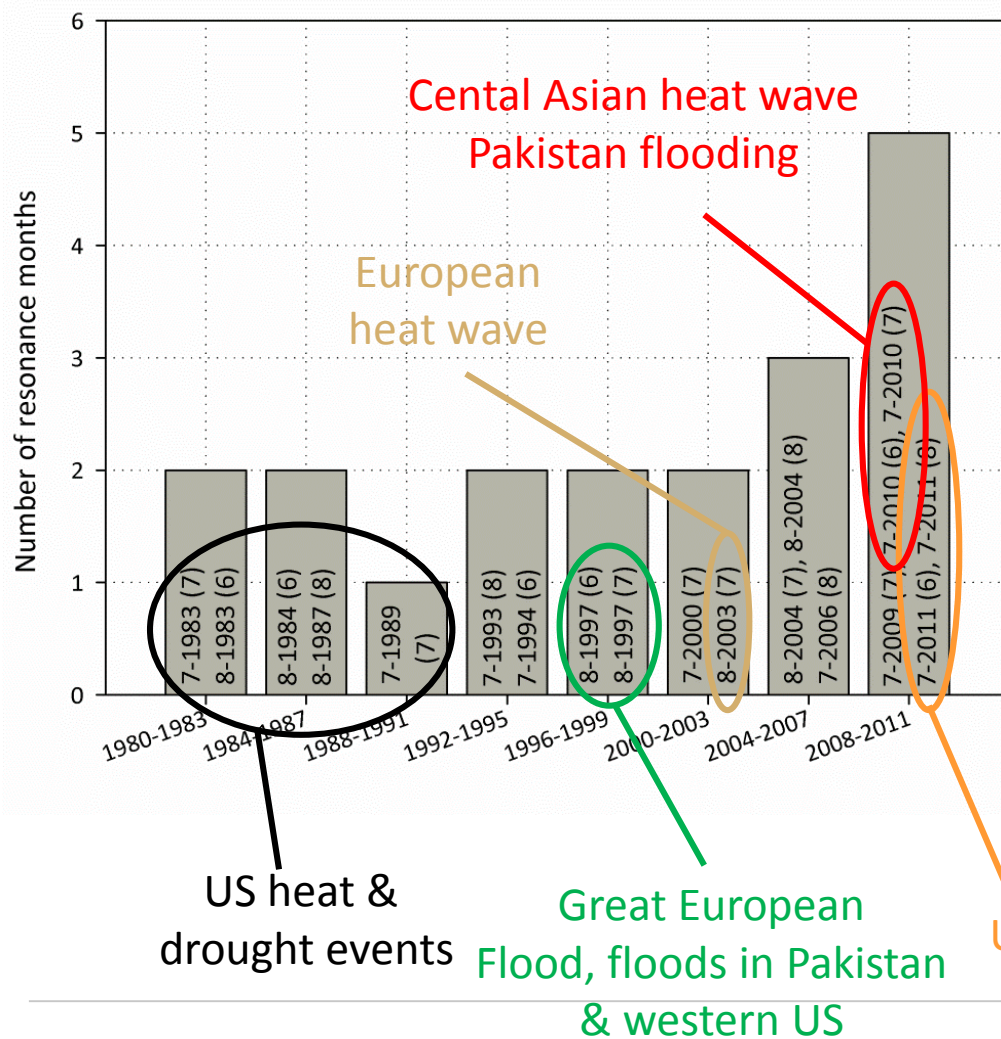 6
5
4
3
2
1
0
Number of resonance months
Cental Asian heat wave
Pakistan flooding
European
heat wave
7-1983 (7)
8-1983 (6)
8-1984 (6)
8-1987 (8)
7-1989
(7)
7-1993 (8)
7-1994 (6)
8-1997 (6)
8-1997 (7)
7-2000 (7)
8-2003 (7)
8-2004 (7), 8-2004 (8)
7-2006 (8)
7-2009 (7), 7-2010 (6), 7-2010 (7)
7-2011 (6), 7-2011 (8)
1980-1983
1984-1987
1988-1991
1992-1995
1996-1999
2000-2003
2004-2007
2008-2011
US heat &
drought events
Great European
Flood, floods in Pakistan
& western US